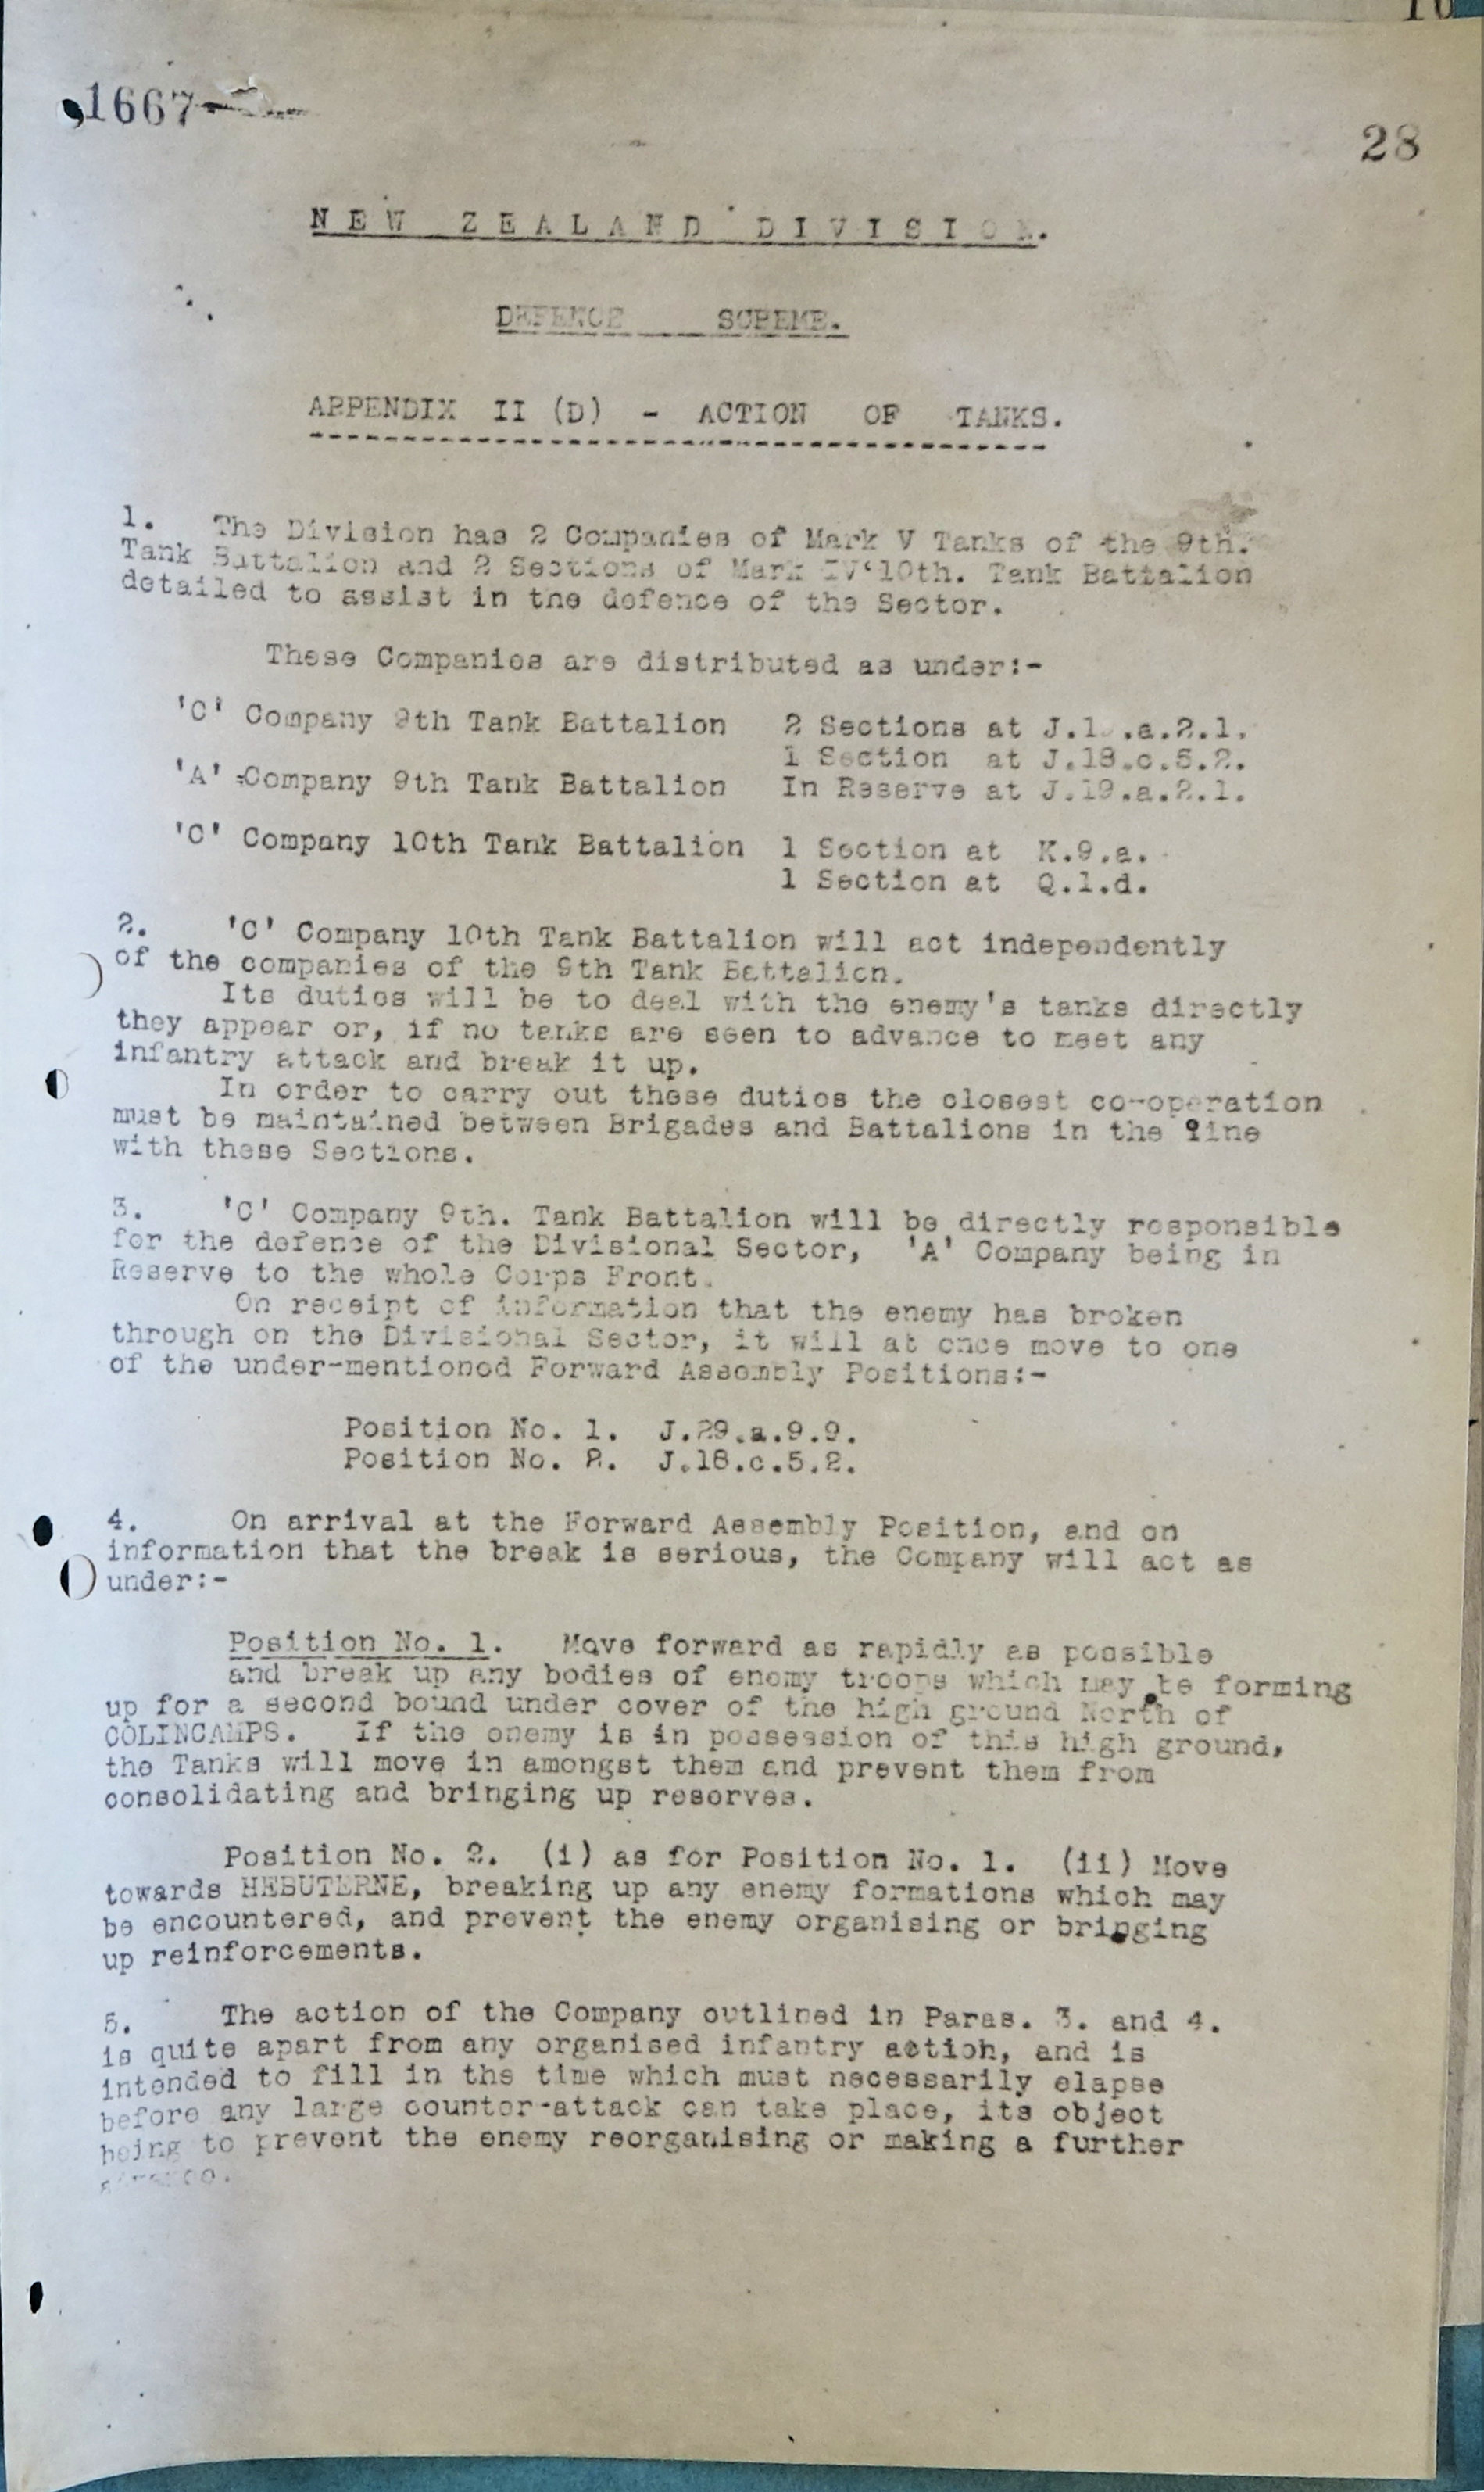 1667
28
NEW ZEALAND DIVISION.
DEFENCE SCHEME.
APPENDIX II (D) - ACTION OF TANKS.
1. The Division has 2 Companies of Mark V Tanks of the 9th.
Tank Battalion and 2 Sections of Mark IV 10th. Tank Battalion
detailed to assist in the defence of the Sector.
These Companies are distributed as under:-
'C' Company 9th Tank Battalion 2 Sections at
1 Section at J.18.c.5.2.
'A' Company 9th Tank Battalion In Reserve at J.19.a.2.1.
'C' Company 10th Tank Battalion 1 Section at K.9.a.
1 Section at Q.1.d.
2. 'C' Company 10th Tank Battalion will act independently
of the companies of the 9th Tank Battalion.
Its duties will be to deal with the enemy's tanks directly
they appear or, if no tanks are seen to advance to meet any
infantry attack and break it up.
In order to carry out these duties the closest co-operation
must be maintained between Brigades and Battalions in the line
with these Sections.
3. 'C' Company 9th. Tank Battalion will be directly responsible
for the defence of the Divisional Sector, 'A' Company being in
Reserve to the whole Corps Front.
On receipt of information that the enemy has broken
through on the Divisional Sector, it will at once move to one
of the under-mentioned Forward Assembly Positions:-
Position No. 1. J.29.a.9.9.
Position No. 2. J.18.c.5.2.
4. On arrival at the Forward Assembly Position, and on
information that the break is serious, the Company will act as
under:-
Position No. 1. Move forward as rapidly as possible
and break up any bodies of enemy troops which may be forming
up for a second bound under cover of the high ground North of
COLINCAMPS. If the enemy is in possession of this high ground,
the Tanks will move in amongst them and prevent them from
consolidating and bringing up reserves.
Position No. 2. (i) as for Position No. 1. (ii) Move
towards HEBUTERNE, breaking up any enemy formations which may
be encountered, and prevent the enemy organising or bringing
up reinforcements.
5. The action of the Company outlined in Paras. 3. and 4.
is quite apart from any organised infantry action, and is
intended to fill in the time which must necessarily elapse
before any large counter-attack can take place, its object
being to prevent the enemy reorganising or making a further